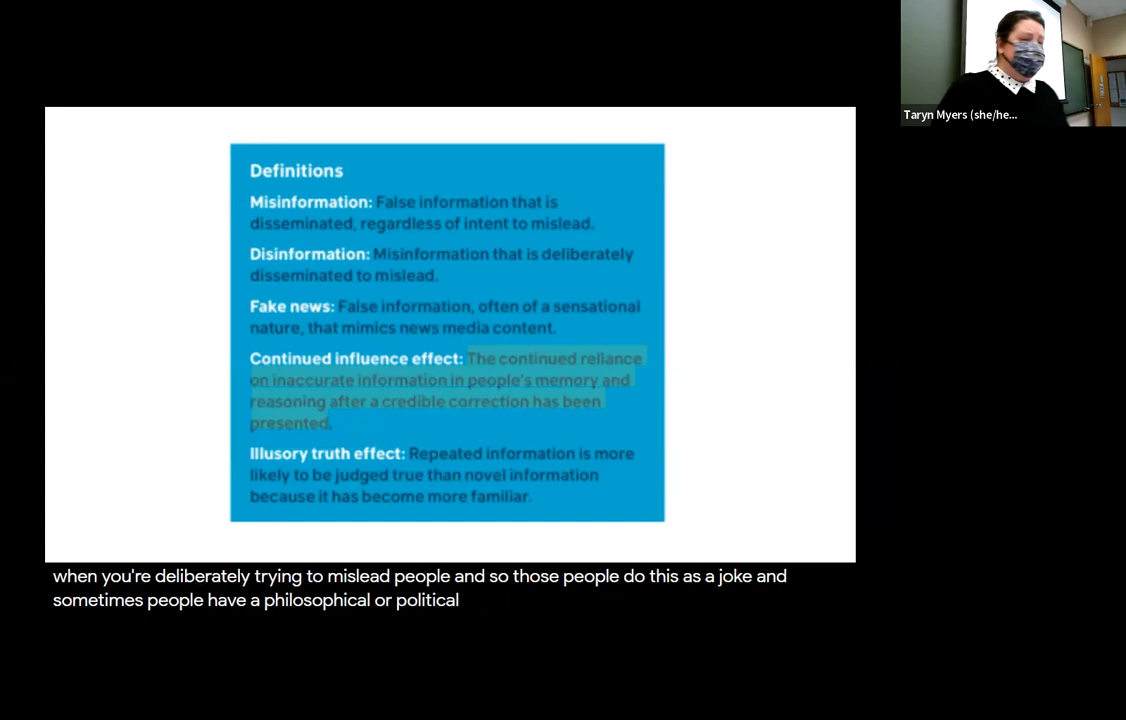 Definitions
Misinformation: False information that is
disseminated, regardless of intent to mislead.
Disinformation: Misinformation that is deliberately
disseminated to mislead.
Fake news: False information, often of a sensational
nature, that mimics news media content.
Continued influence effect: The continued reliance
on inaccurate information in people's memory and
reasoning after a credible correction has been
presented.
Illusory truth effect: Repeated information is more
likely to be judged true than novel information
because it has become more familiar.
Taryn Myers (she/he...
when you're deliberately trying to mislead people and so those people do this as a joke and
sometimes people have a philosophical or political